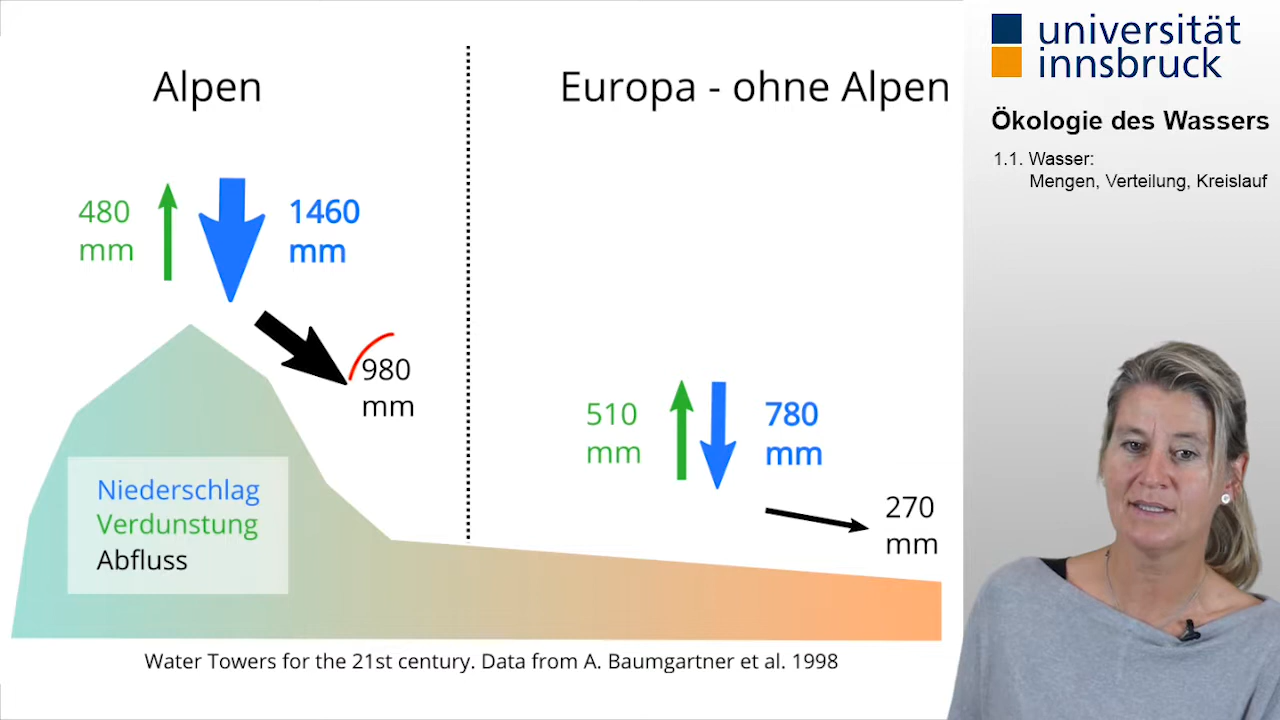 Alpen
Europa - ohne Alpen
480
mm
1460
mm
980
mm
510
mm
780
mm
270
mm
Niederschlag
Verdunstung
Abfluss
Water Towers for the 21st century. Data from A. Baumgartner et al. 1998
universität
innsbruck
Ökologie des Wassers
1.1. Wasser:
Mengen, Verteilung, Kreislauf